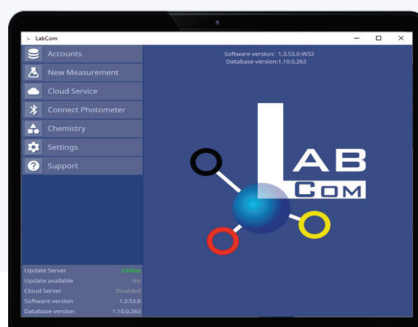 LabCom
Accounts
New Measurement
Cloud Service
Connect Photometer
Chemistry
Settings
Support
Software version: 1.3.53.0-W32
Database version:1.10.0.263
LAB
COM
Update Server Online
Update available No
Cloud Server Disabled
Software version 1.3.53.0
Database version 1.10.0.263